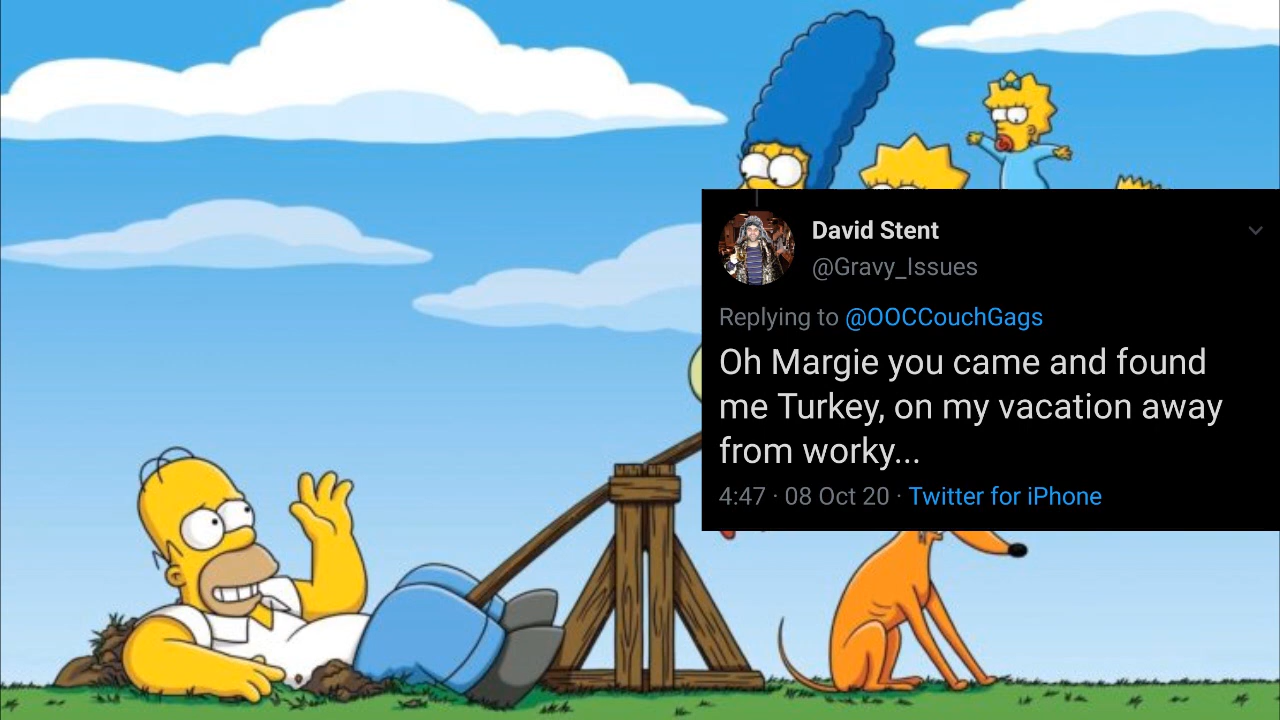 David Stent
@Gravy_Issues
Replying to @OOCCouchGags
Oh Margie you came and found
me Turkey, on my vacation away
from worky...
4:47 · 08 Oct 20 · Twitter for iPhone